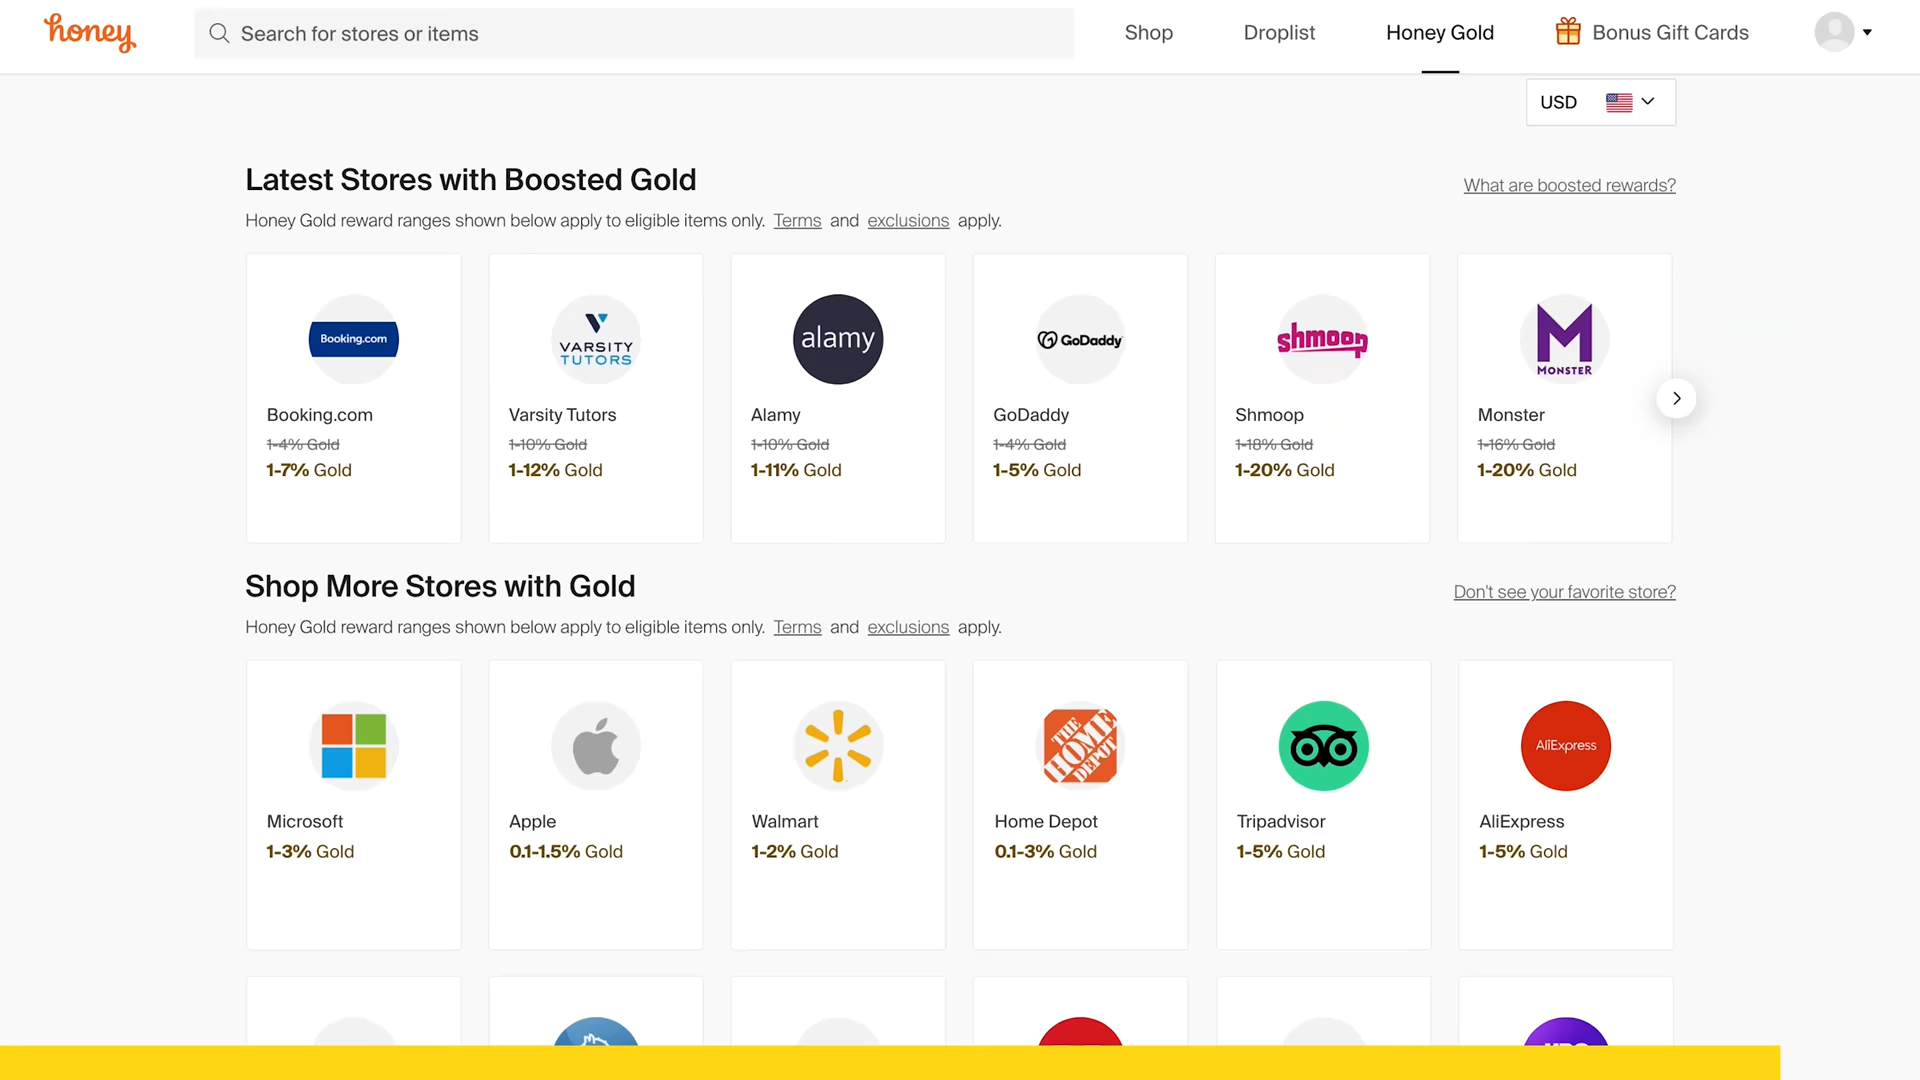 honey
Search for stores or items
Shop
Droplist
Honey Gold
Bonus Gift Cards
USD
Latest Stores with Boosted Gold
What are boosted rewards?
Honey Gold reward ranges shown below apply to eligible items only. Terms and exclusions apply.
Booking.com
Booking.com
1-4% Gold
1-7% Gold
VARSITY
TUTORS
Varsity Tutors
1-10% Gold
1-12% Gold
alamy
Alamy
1-10% Gold
1-11% Gold
GoDaddy
GoDaddy
1-4% Gold
1-5% Gold
shmoop
Shmoop
1-18% Gold
1-20% Gold
MONSTER
Monster
1-16% Gold
1-20% Gold
Shop More Stores with Gold
Don't see your favorite store?
Honey Gold reward ranges shown below apply to eligible items only. Terms and exclusions apply.
Microsoft
1-3% Gold
Apple
0.1-1.5% Gold
Walmart
1-2% Gold
THE
HOME
DEPOT
Home Depot
0.1-3% Gold
Tripadvisor
1-5% Gold
AliExpress
AliExpress
1-5% Gold